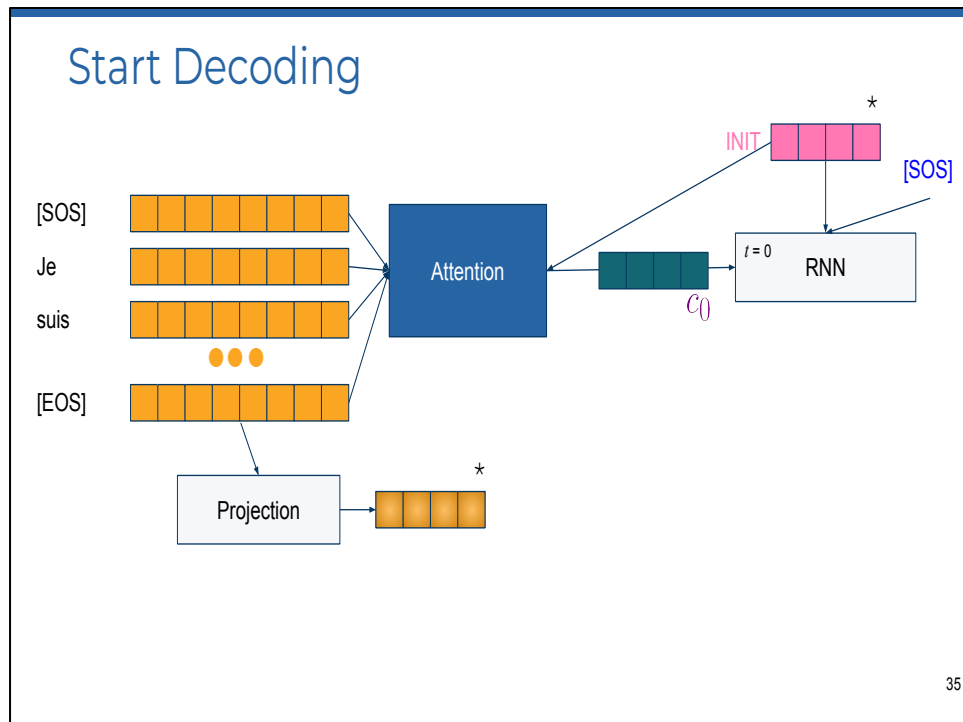 Start Decoding
*
INIT
[SOS]
[SOS]
Je
suis
[EOS]
Attention
t = 0
RNN
c0
*
Projection
35